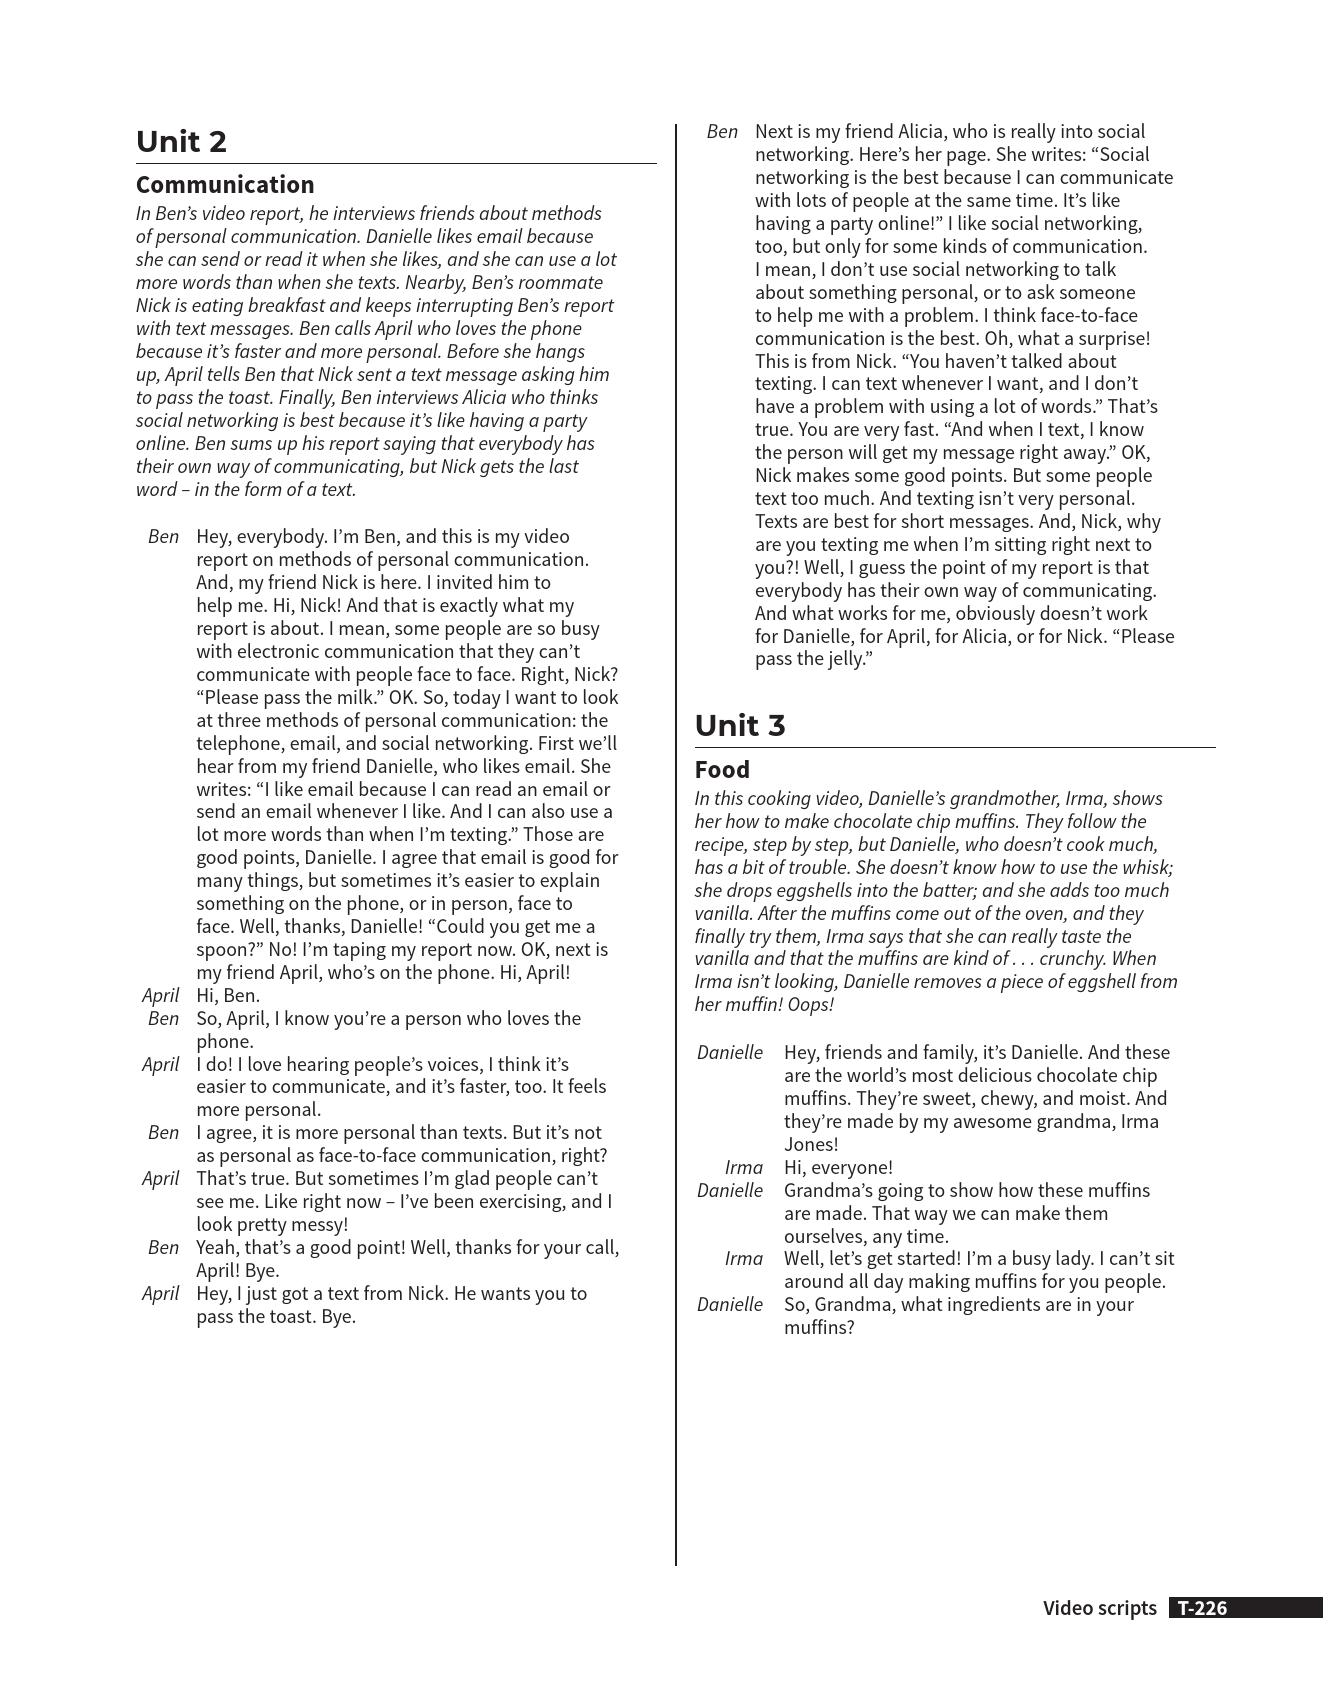 Unit 2
Communication
In Ben’s video report, he interviews friends about methods
of personal communication. Danielle likes email because
she can send or read it when she likes, and she can use a lot
more words than when she texts. Nearby, Ben’s roommate
Nick is eating breakfast and keeps interrupting Ben’s report
with text messages. Ben calls April who loves the phone
because it’s faster and more personal. Before she hangs
up, April tells Ben that Nick sent a text message asking him
to pass the toast. Finally, Ben interviews Alicia who thinks
social networking is best because it’s like having a party
online. Ben sums up his report saying that everybody has
their own way of communicating, but Nick gets the last
word – in the form of a text.
Ben Hey, everybody. I’m Ben, and this is my video
report on methods of personal communication.
And, my friend Nick is here. I invited him to
help me. Hi, Nick! And that is exactly what my
report is about. I mean, some people are so busy
with electronic communication that they can’t
communicate with people face to face. Right, Nick?
“Please pass the milk.” OK. So, today I want to look
at three methods of personal communication: the
telephone, email, and social networking. First we’ll
hear from my friend Danielle, who likes email. She
writes: “I like email because I can read an email or
send an email whenever I like. And I can also use a
lot more words than when I’m texting.” Those are
good points, Danielle. I agree that email is good for
many things, but sometimes it’s easier to explain
something on the phone, or in person, face to
face. Well, thanks, Danielle! “Could you get me a
spoon?” No! I’m taping my report now. OK, next is
my friend April, who’s on the phone. Hi, April!
April Hi, Ben.
Ben So, April, I know you’re a person who loves the
phone.
April I do! I love hearing people’s voices, I think it’s
easier to communicate, and it’s faster, too. It feels
more personal.
Ben I agree, it is more personal than texts. But it’s not
as personal as face-to-face communication, right?
April That’s true. But sometimes I’m glad people can’t
see me. Like right now – I’ve been exercising, and I
look pretty messy!
Ben Yeah, that’s a good point! Well, thanks for your call,
April! Bye.
April Hey, I just got a text from Nick. He wants you to
pass the toast. Bye.
Ben Next is my friend Alicia, who is really into social
networking. Here’s her page. She writes: “Social
networking is the best because I can communicate
with lots of people at the same time. It’s like
having a party online!” I like social networking,
too, but only for some kinds of communication.
I mean, I don’t use social networking to talk
about something personal, or to ask someone
to help me with a problem. I think face-to-face
communication is the best. Oh, what a surprise!
This is from Nick. “You haven’t talked about
texting. I can text whenever I want, and I don’t
have a problem with using a lot of words.” That’s
true. You are very fast. “And when I text, I know
the person will get my message right away.” OK,
Nick makes some good points. But some people
text too much. And texting isn’t very personal.
Texts are best for short messages. And, Nick, why
are you texting me when I’m sitting right next to
you?! Well, I guess the point of my report is that
everybody has their own way of communicating.
And what works for me, obviously doesn’t work
for Danielle, for April, for Alicia, or for Nick. “Please
pass the jelly.”
Unit 3
Food
In this cooking video, Danielle’s grandmother, Irma, shows
her how to make chocolate chip muffins. They follow the
recipe, step by step, but Danielle, who doesn’t cook much,
has a bit of trouble. She doesn’t know how to use the whisk;
she drops eggshells into the batter; and she adds too much
vanilla. After the muffins come out of the oven, and they
finally try them, Irma says that she can really taste the
vanilla and that the muffins are kind of . . . crunchy. When
Irma isn’t looking, Danielle removes a piece of eggshell from
her muffin! Oops!
Danielle Hey, friends and family, it’s Danielle. And these
are the world’s most delicious chocolate chip
muffins. They’re sweet, chewy, and moist. And
they’re made by my awesome grandma, Irma
Jones!
Irma Hi, everyone!
Danielle Grandma’s going to show how these muffins
are made. That way we can make them
ourselves, any time.
Irma Well, let’s get started! I’m a busy lady. I can’t sit
around all day making muffins for you people.
Danielle So, Grandma, what ingredients are in your
muffins?
Video scripts T-226